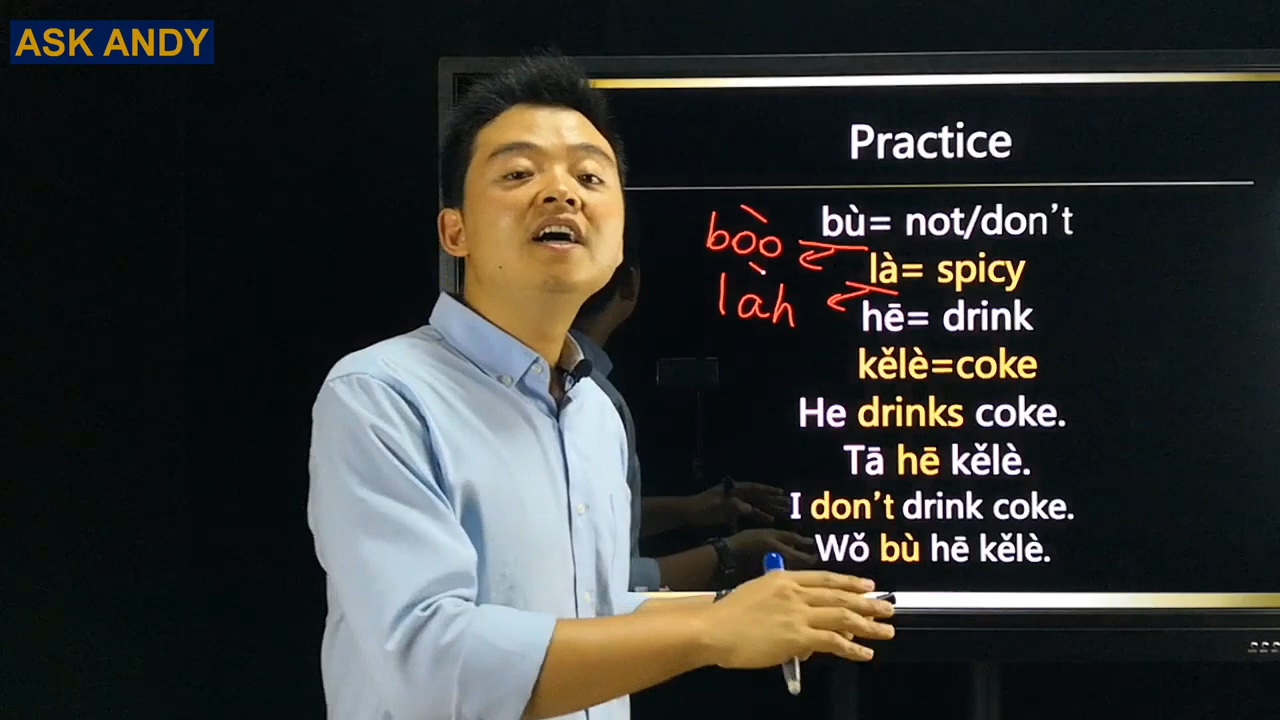 ASK ANDY
Practice
bù= not/don't
bòo
là= spicy
làh
hē= drink
kělè=coke
He drinks coke.
Tā hē kělè.
I don't drink coke.
Wǒ bù hē kělè.